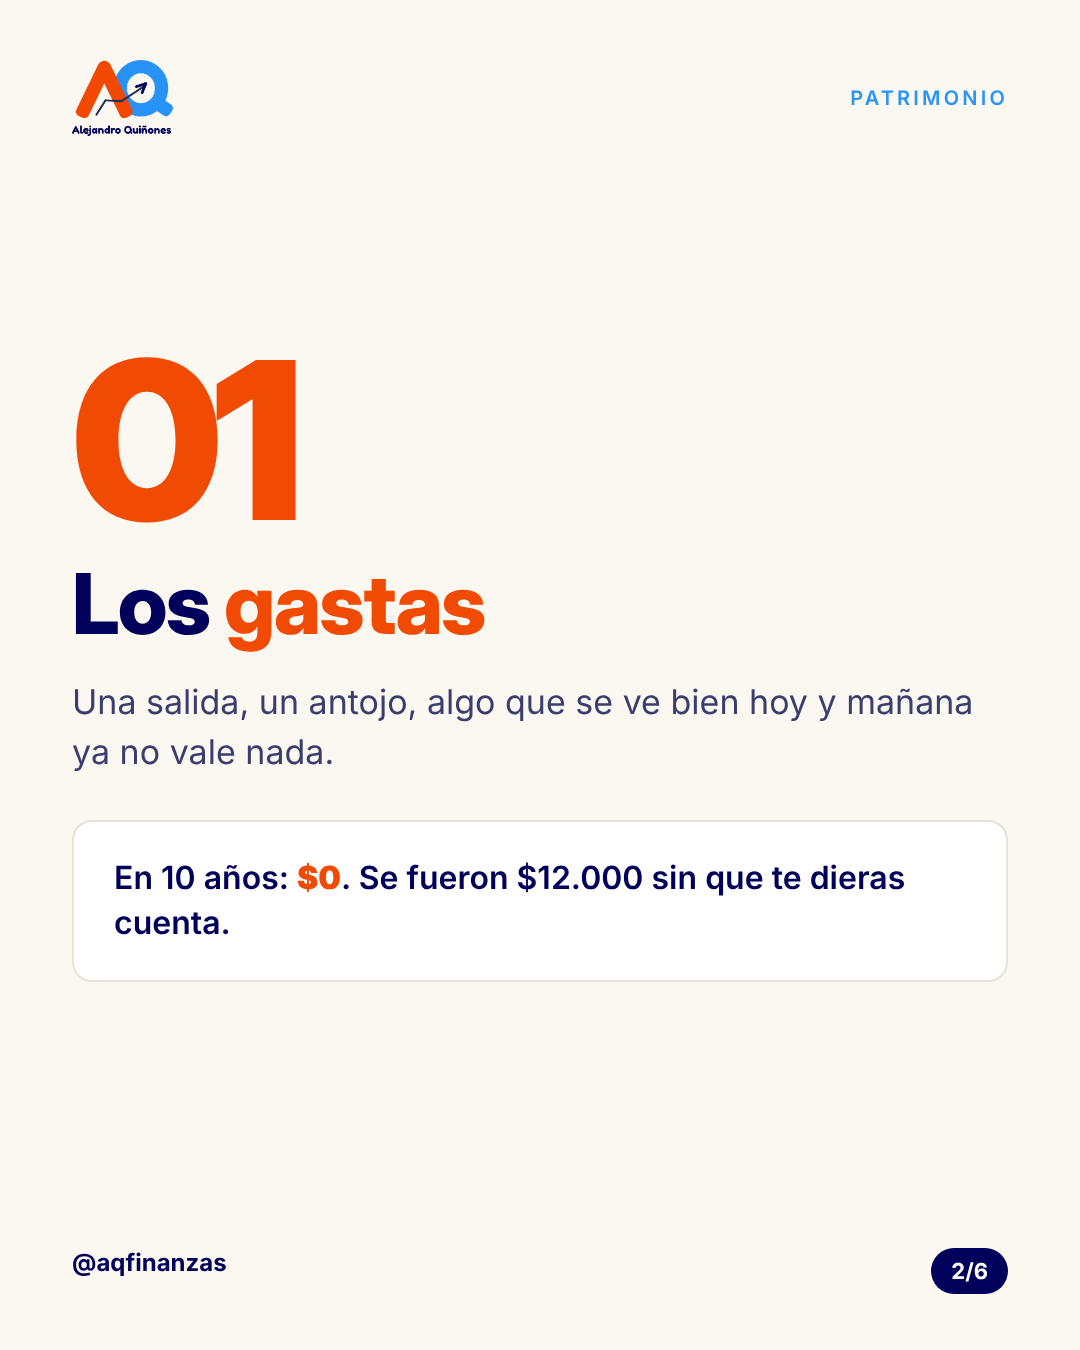 AQ
Alejandro Quiñones
PATRIMONIO
01
Los gastas
Una salida, un antojo, algo que se ve bien hoy y mañana
ya no vale nada.
En 10 años: $0. Se fueron $12.000 sin que te dieras
cuenta.
@aqfinanzas
2/6